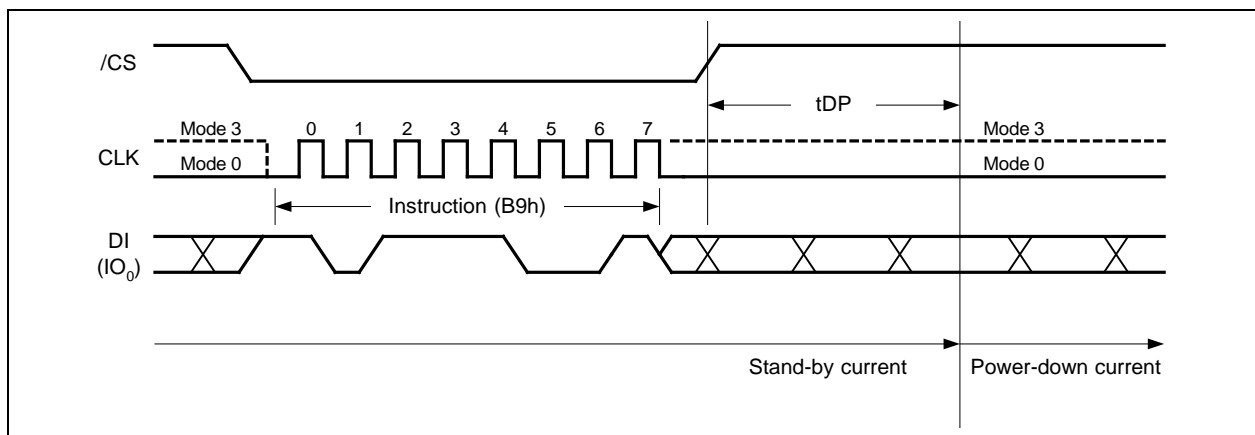 /CS
tDP
Mode 3 0 1 2 3 4 5 6 7 Mode 3
CLK
Mode 0 Mode 0
Instruction (B9h)
DI
(IO₀)
Stand-by current Power-down current